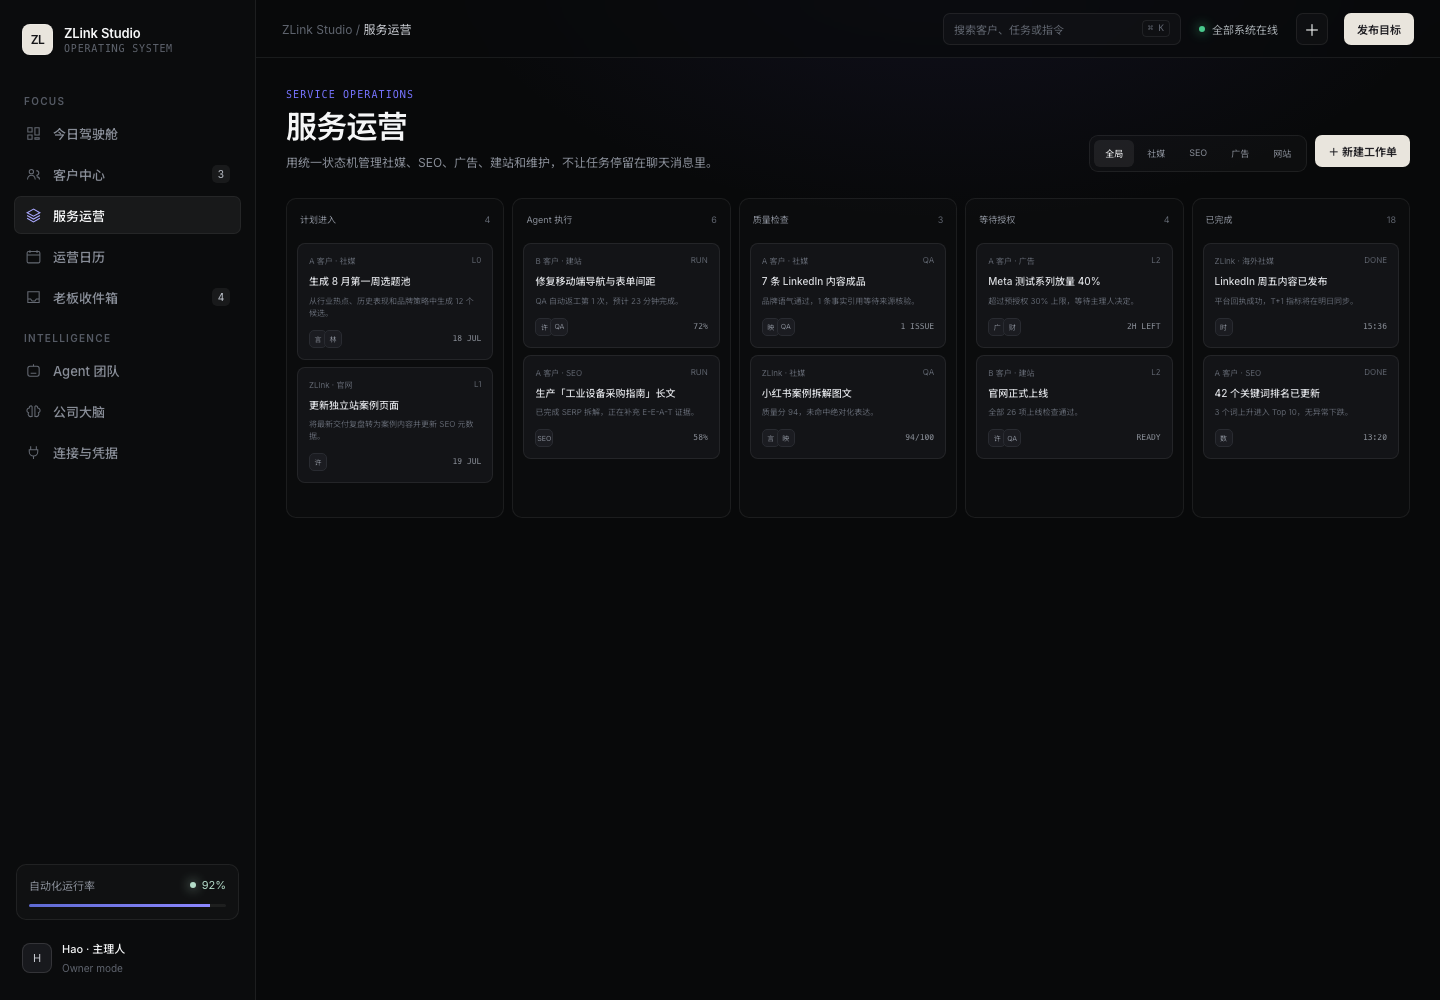 ZL
ZLink Studio
OPERATING SYSTEM
FOCUS
今日驾驶舱
客户中心 3
服务运营
运营日历
老板收件箱 4
INTELLIGENCE
Agent 团队
公司大脑
连接与凭据
自动化运行率 92%
H
Hao · 主理人
Owner mode
ZLink Studio / 服务运营
搜索客户、任务或指令 ⌘ K
全部系统在线
+
发布目标
SERVICE OPERATIONS
服务运营
用统一状态机管理社媒、SEO、广告、建站和维护，不让任务停留在聊天消息里。
全局 社媒 SEO 广告 网站
+ 新建工作单
计划进入 4
A 客户 · 社媒 L0
生成 8 月第一周选题池
从行业热点、历史表现和品牌策略中生成 12 个
候选。
言 林 18 JUL
ZLink · 官网 L1
更新独立站案例页面
将最新交付复盘转为案例内容并更新 SEO 元数
据。
许 19 JUL
Agent 执行 6
B 客户 · 建站 RUN
修复移动端导航与表单间距
QA 自动返工第 1 次，预计 23 分钟完成。
许 QA 72%
A 客户 · SEO RUN
生产「工业设备采购指南」长文
已完成 SERP 拆解，正在补充 E-E-A-T 证据。
SEO 58%
质量检查 3
A 客户 · 社媒 QA
7 条 LinkedIn 内容成品
品牌语气通过，1 条事实引用等待来源核验。
映 QA 1 ISSUE
ZLink · 社媒 QA
小红书案例拆解图文
质量分 94，未命中绝对化表达。
言 映 94/100
等待授权 4
A 客户 · 广告 L2
Meta 测试系列放量 40%
超过预授权 30% 上限，等待主理人决定。
广 财 2H LEFT
B 客户 · 建站 L2
官网正式上线
全部 26 项上线检查通过。
许 QA READY
已完成 18
ZLink · 海外社媒 DONE
LinkedIn 周五内容已发布
平台回执成功，T+1 指标将在明日同步。
时 15:36
A 客户 · SEO DONE
42 个关键词排名已更新
3 个词上升进入 Top 10，无异常下跌。
数 13:20